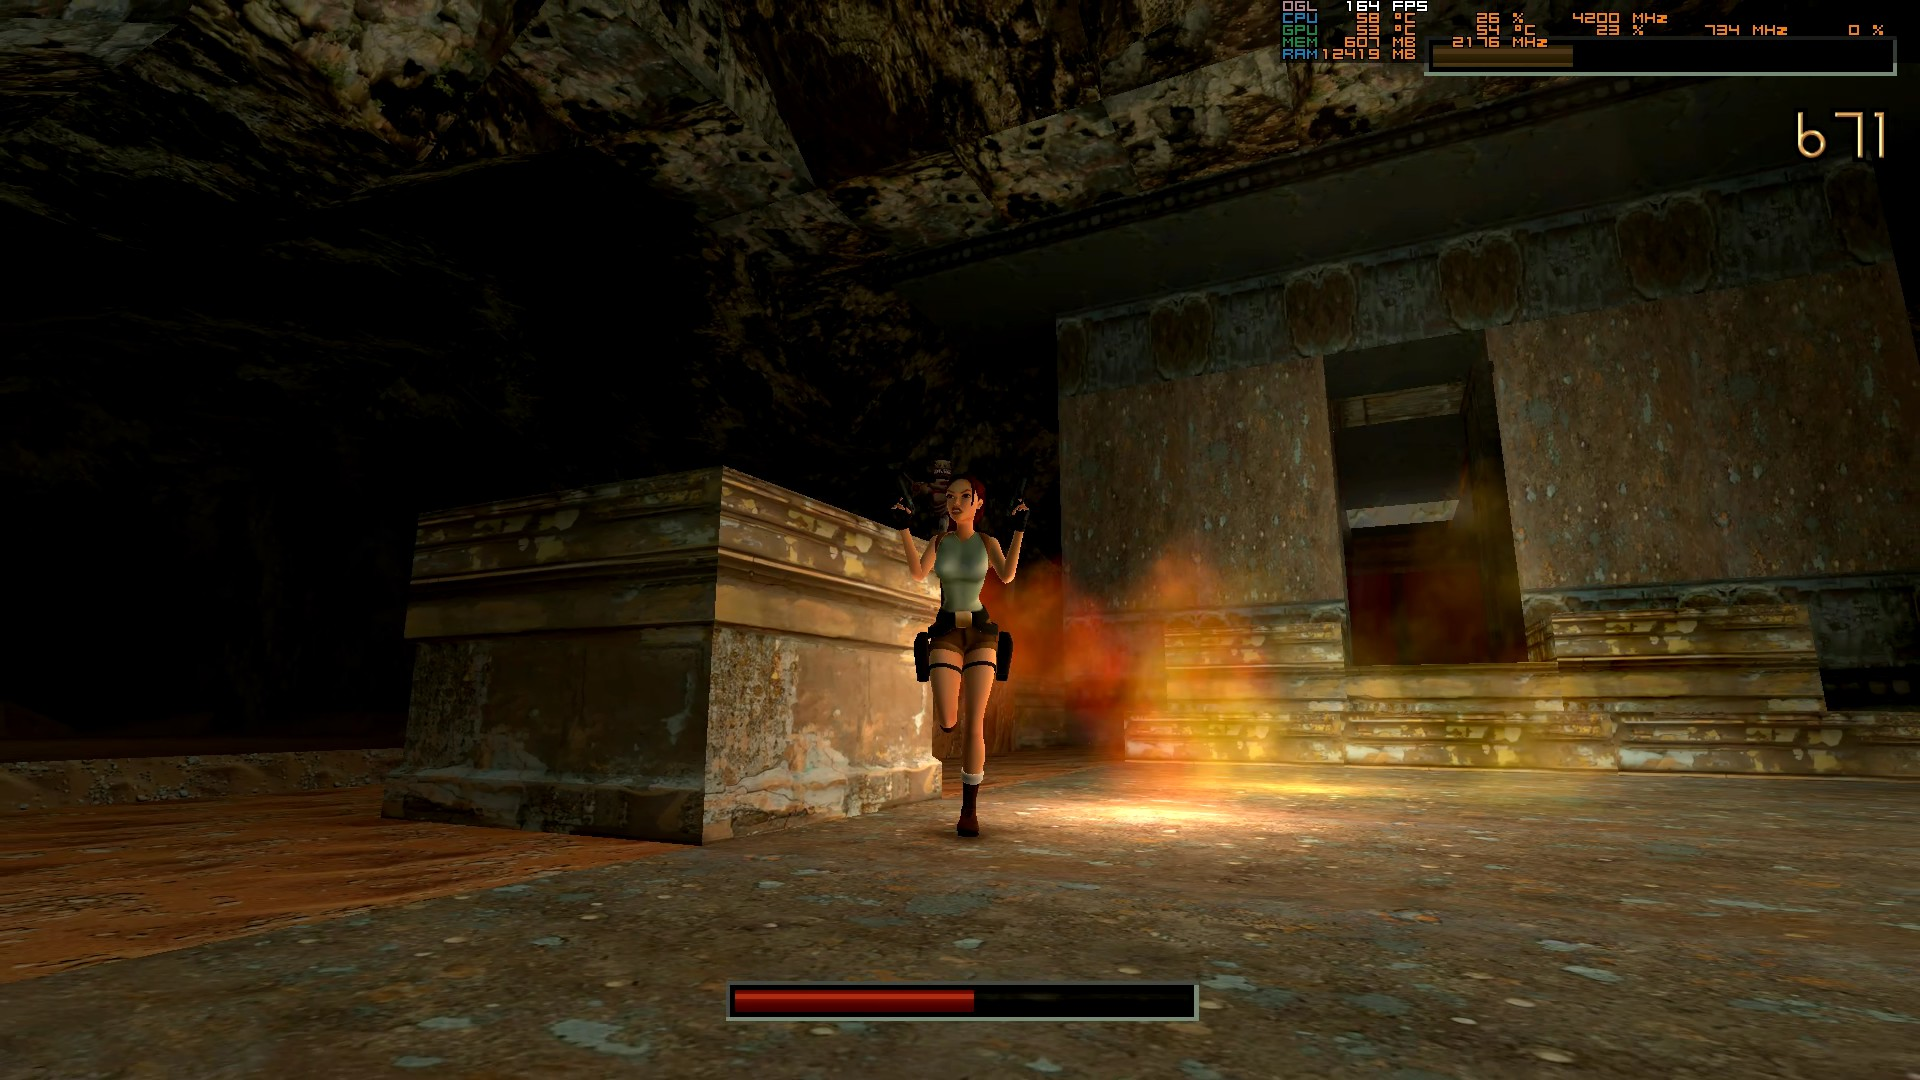 OGL 164 FPS
CPU 58 °C 26 % 4200 MHz
GPU 53 °C 54 °C 23 % 734 MHz 0 %
MEM 607 MB 2176 MHz
RAM 12419 MB
671